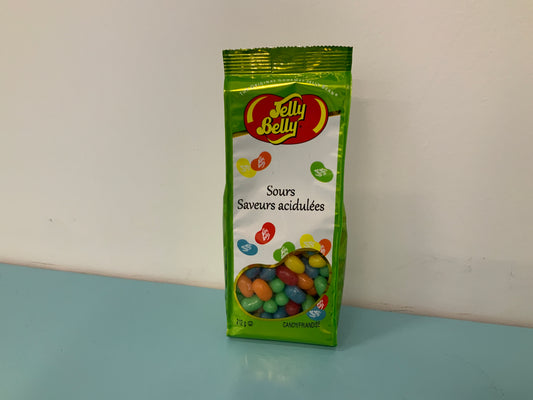 Jelly
Belly
Sours
Saveurs acidulées
CANDY/FRIANDISE